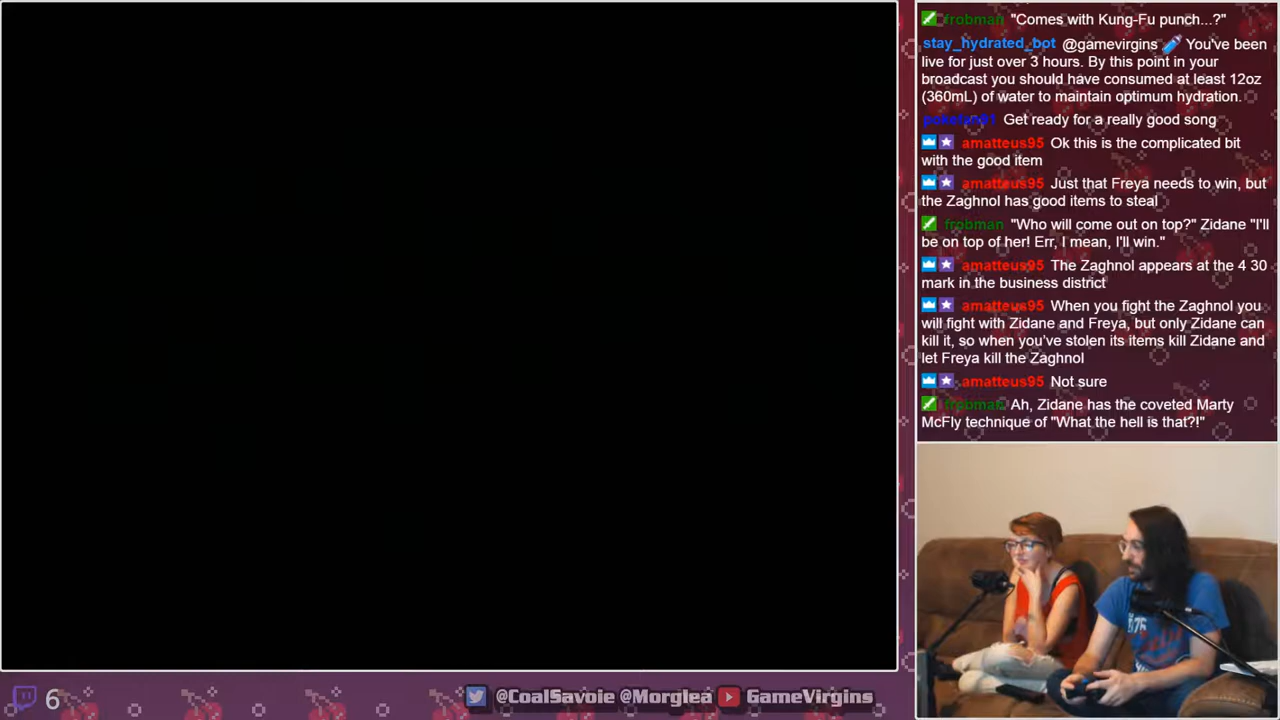 frobman "Comes with Kung-Fu punch...?"
stay_hydrated_bot @gamevirgins You've been
live for just over 3 hours. By this point in your
broadcast you should have consumed at least 12oz
(360mL) of water to maintain optimum hydration.
Get ready for a really good song
amatteus95 Ok this is the complicated bit
with the good item
amatteus95 Just that Freya needs to win, but
the Zaghnol has good items to steal
frobman "Who will come out on top?" Zidane "I'll
be on top of her! Err, I mean, I'll win."
amatteus95 The Zaghnol appears at the 4 30
mark in the business district
amatteus95 When you fight the Zaghnol you
will fight with Zidane and Freya, but only Zidane can
kill it, so when you've stolen its items kill Zidane and
let Freya kill the Zaghnol
amatteus95 Not sure
frobman Ah, Zidane has the coveted Marty
McFly technique of "What the hell is that?!"
6
@CoalSavoie @Morglea GameVirgins